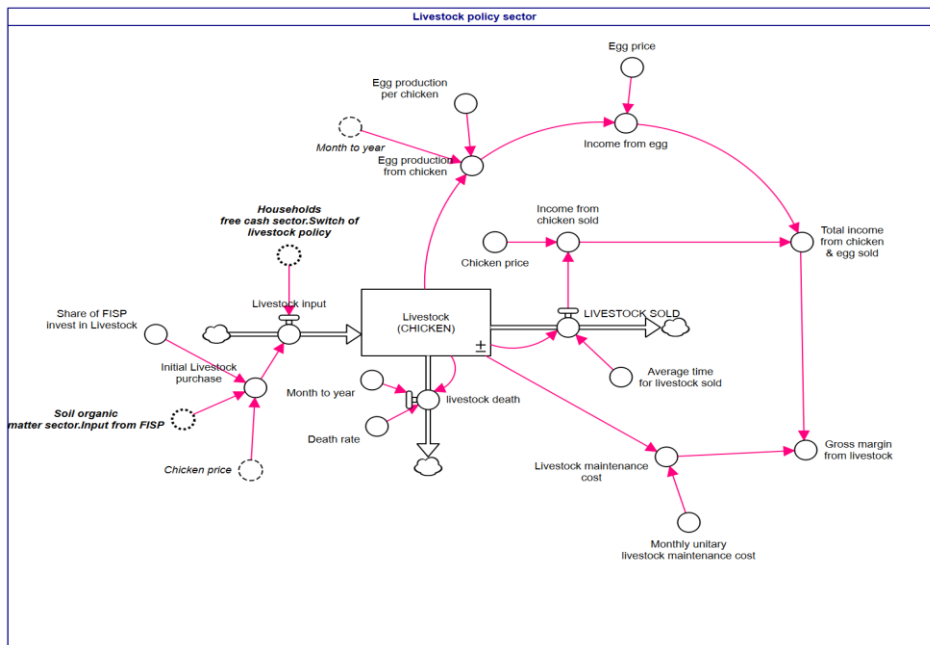 Livestock policy sector
Egg price
Egg production
per chicken
Month to year
Income from egg
Egg production
from chicken
Households
free cash sector.Switch of
livestock policy
Income from
chicken sold
Total income
from chicken
& egg sold
Chicken price
Livestock input
Livestock
(CHICKEN)
LIVESTOCK SOLD
Share of FISP
invest in Livestock
Initial Livestock
purchase
Average time
for livestock sold
Month to year
livestock death
Soil organic
matter sector.Input from FISP
Death rate
Gross margin
from livestock
Chicken price
Livestock maintenance
cost
Monthly unitary
livestock maintenance cost